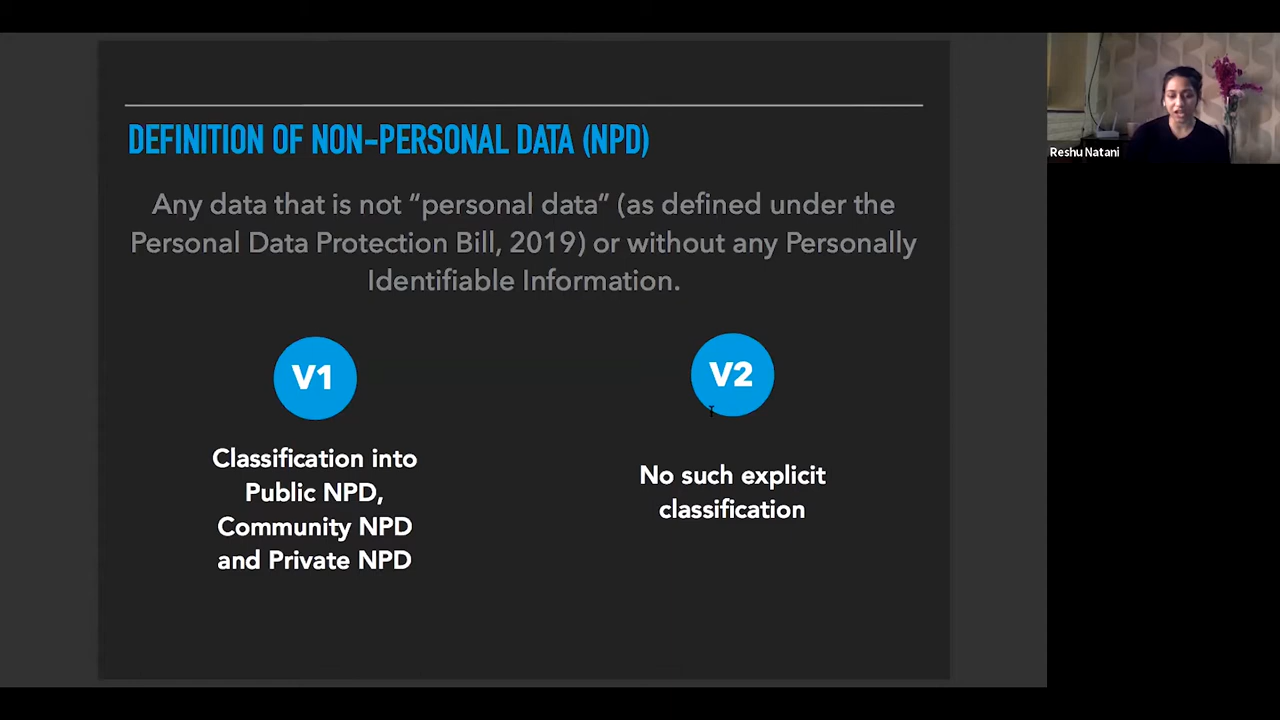 DEFINITION OF NON-PERSONAL DATA (NPD)
Any data that is not “personal data” (as defined under the
Personal Data Protection Bill, 2019) or without any Personally
Identifiable Information.
V1
Classification into
Public NPD,
Community NPD
and Private NPD
V2
No such explicit
classification
Reshu Natani